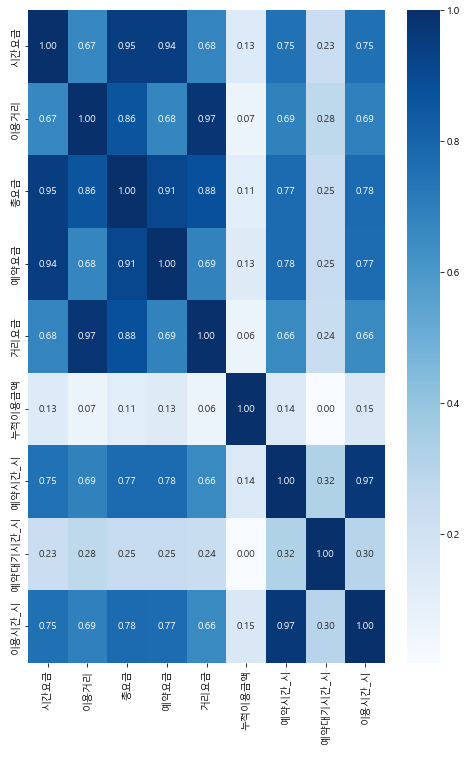 시간요금 1.00 0.67 0.95 0.94 0.68 0.13 0.75 0.23 0.75
이용거리 0.67 1.00 0.86 0.68 0.97 0.07 0.69 0.28 0.69
총요금 0.95 0.86 1.00 0.91 0.88 0.11 0.77 0.25 0.78
예약요금 0.94 0.68 0.91 1.00 0.69 0.13 0.78 0.25 0.77
거리요금 0.68 0.97 0.88 0.69 1.00 0.06 0.66 0.24 0.66
누적이용금액 0.13 0.07 0.11 0.13 0.06 1.00 0.14 0.00 0.15
예약시간_시 0.75 0.69 0.77 0.78 0.66 0.14 1.00 0.32 0.97
예약대기시간_시 0.23 0.28 0.25 0.25 0.24 0.00 0.32 1.00 0.30
이용시간_시 0.75 0.69 0.78 0.77 0.66 0.15 0.97 0.30 1.00
시간요금
이용거리
총요금
예약요금
거리요금
누적이용금액
예약시간_시
예약대기시간_시
이용시간_시
1.0
0.8
0.6
0.4
0.2